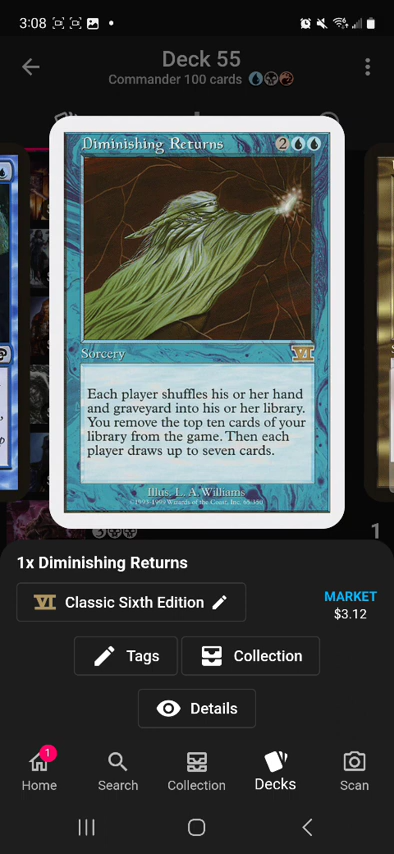 3:08
Deck 55
Commander 100 cards
Diminishing Returns 2
Sorcery
VI
Each player shuffles his or her hand
and graveyard into his or her library.
You remove the top ten cards of your
library from the game. Then each
player draws up to seven cards.
Illus. L. A. Williams
3
1
1x Diminishing Returns
VI Classic Sixth Edition
MARKET
$3.12
Tags
Collection
Details
1
Home
Search
Collection
Decks
Scan